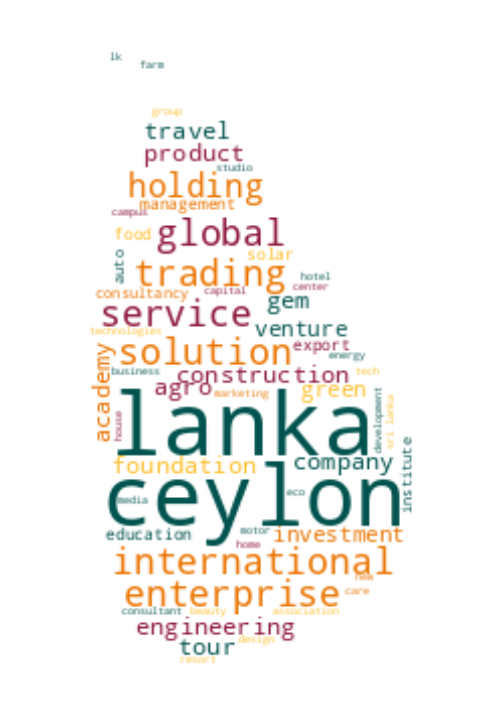 lk
farm
group
travel
product
studio
holding
management
campus
food
global
solar
auto
trading
hotel
center
consultancy
capital
gem
service
technologies
venture
export
solution
energy
academy
business
construction
tech
agro
marketing
green
house
lanka
development
sri lanka
foundation
company
institute
ceylon
eco
media
education
motor
investment
home
international
new
enterprise
care
consultant
beauty
association
engineering
design
tour
resort